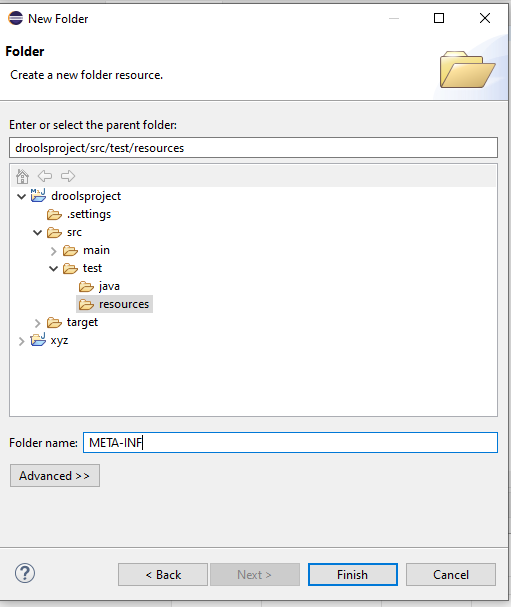 New Folder
Folder
Create a new folder resource.
Enter or select the parent folder:
droolsproject/src/test/resources
droolsproject
.settings
src
main
test
java
resources
target
xyz
Folder name: META-INF
Advanced >>
? < Back Next > Finish Cancel